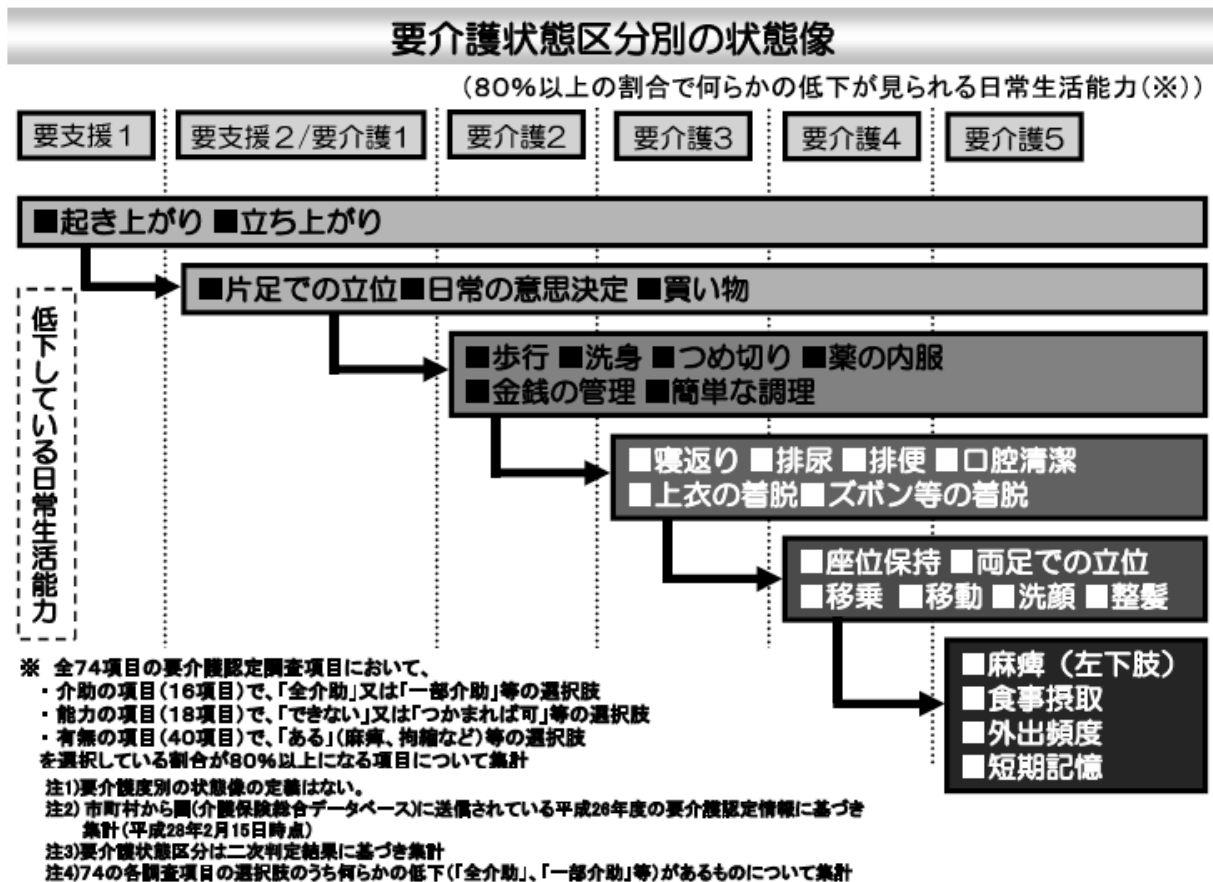 要介護状態区分別の状態像
（80％以上の割合で何らかの低下が見られる日常生活能力(※)）
要支援１
要支援２/要介護１
要介護２
要介護３
要介護４
要介護５
■起き上がり ■立ち上がり
■片足での立位■日常の意思決定 ■買い物
低下している日常生活能力
■歩行 ■洗身 ■つめ切り ■薬の内服
■金銭の管理 ■簡単な調理
■寝返り ■排尿 ■排便 ■口腔清潔
■上衣の着脱■ズボン等の着脱
■座位保持 ■両足での立位
■移乗 ■移動 ■洗顔 ■整髪
■麻痺（左下肢）
■食事摂取
■外出頻度
■短期記憶
※ 全74項目の要介護認定調査項目において、
・介助の項目(16項目)で、「全介助」又は「一部介助」等の選択肢
・能力の項目(18項目)で、「できない」又は「つかまれば可」等の選択肢
・有無の項目(40項目)で、「ある」(麻痺、拘縮など)等の選択肢
を選択している割合が80％以上になる項目について集計
注1)要介護度別の状態像の定義はない。
注2) 市町村から国(介護保険総合データベース)に送信されている平成26年度の要介護認定情報に基づき
集計(平成28年2月15日時点)
注3)要介護状態区分は二次判定結果に基づき集計
注4)74の各調査項目の選択肢のうち何らかの低下(「全介助」、「一部介助」等)があるものについて集計